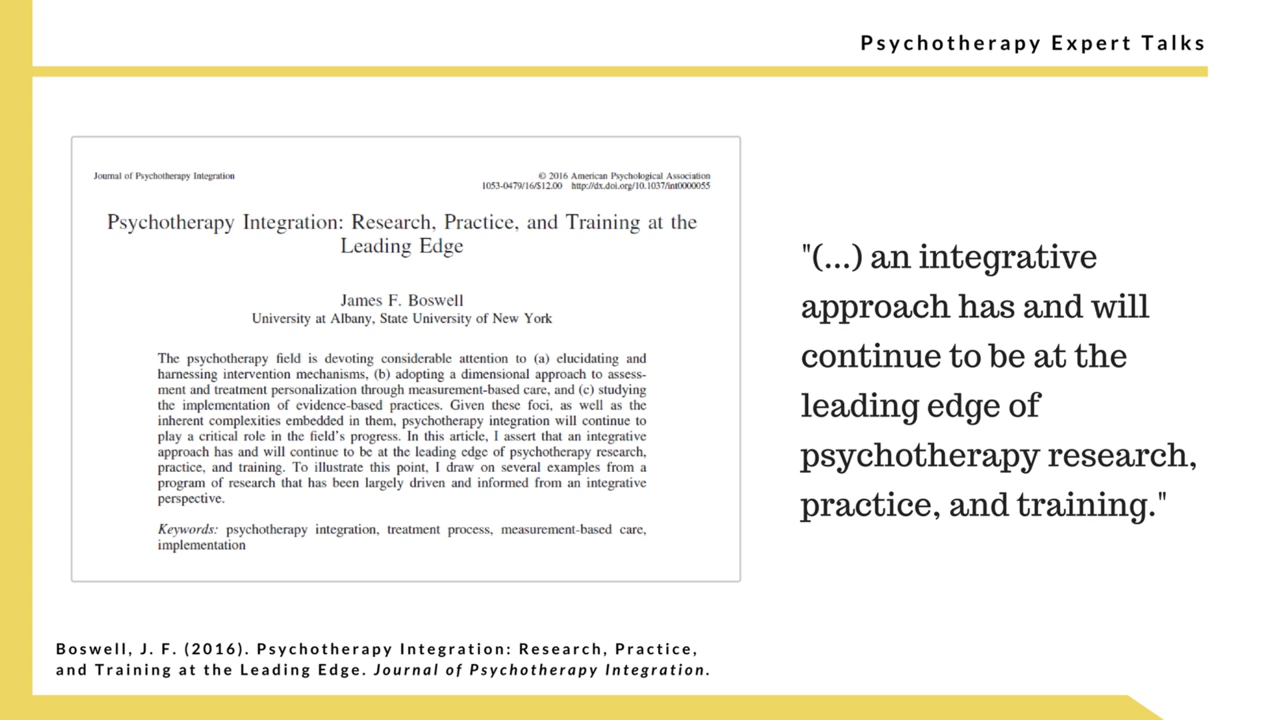 Psychotherapy Expert Talks
Journal of Psychotherapy Integration
© 2016 American Psychological Association
1053-0479/16/$12.00 http://dx.doi.org/10.1037/int0000055
Psychotherapy Integration: Research, Practice, and Training at the
Leading Edge
James F. Boswell
University at Albany, State University of New York
The psychotherapy field is devoting considerable attention to (a) elucidating and
harnessing intervention mechanisms, (b) adopting a dimensional approach to assess-
ment and treatment personalization through measurement-based care, and (c) studying
the implementation of evidence-based practices. Given these foci, as well as the
inherent complexities embedded in them, psychotherapy integration will continue to
play a critical role in the field's progress. In this article, I assert that an integrative
approach has and will continue to be at the leading edge of psychotherapy research,
practice, and training. To illustrate this point, I draw on several examples from a
program of research that has been largely driven and informed from an integrative
perspective.
Keywords: psychotherapy integration, treatment process, measurement-based care,
implementation
"(...) an integrative
approach has and will
continue to be at the
leading edge of
psychotherapy research,
practice, and training."
Boswell, J. F. (2016). Psychotherapy Integration: Research, Practice,
and Training at the Leading Edge. Journal of Psychotherapy Integration.